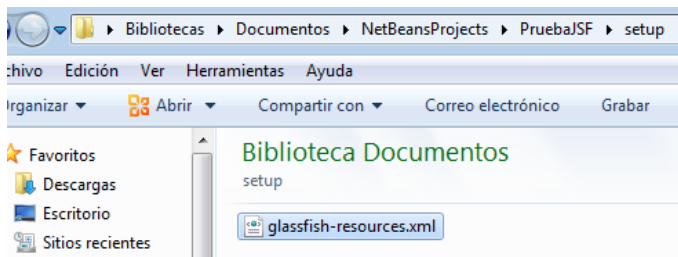 Bibliotecas Documentos NetBeansProjects PruebaJSF setup
chivo Edición Ver Herramientas Ayuda
Organizar Abrir Compartir con Correo electrónico Grabar
Favoritos
Descargas
Escritorio
Sitios recientes
Biblioteca Documentos
setup
glassfish-resources.xml